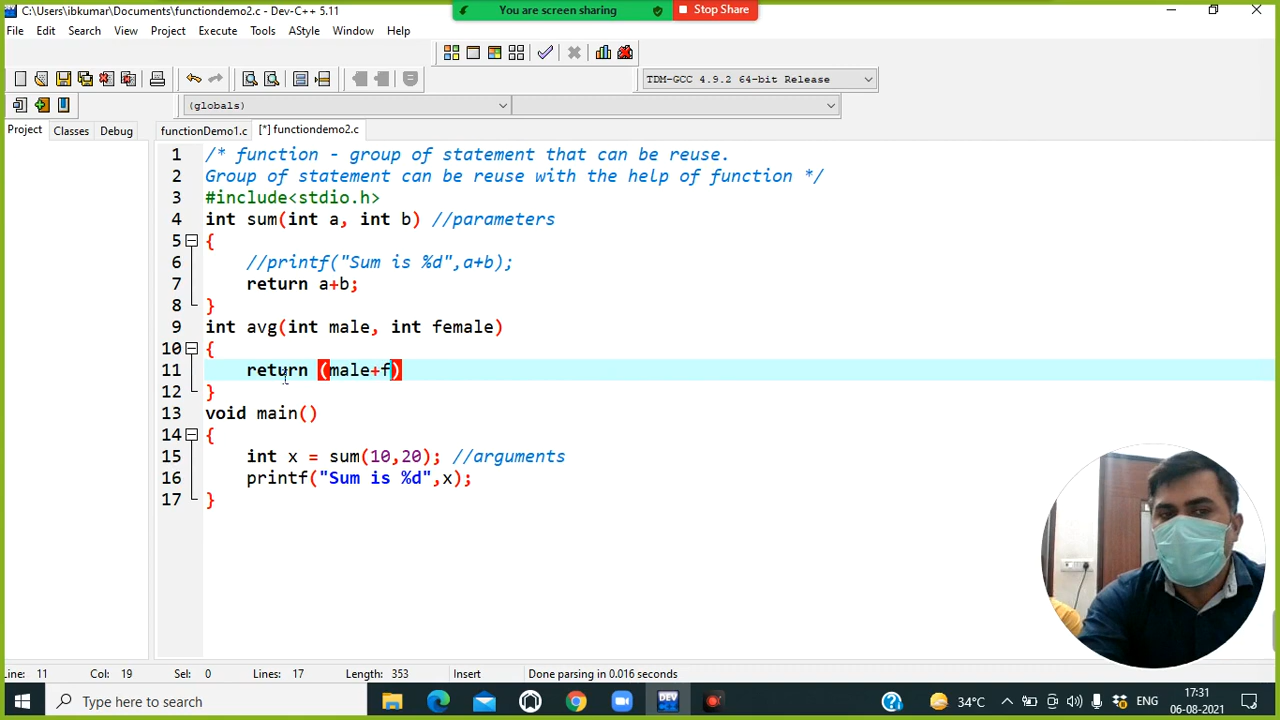 C:\Users\ibkumar\Documents\functiondemo2.c - Dev-C++ 5.11
You are screen sharing
Stop Share
File Edit Search View Project Execute Tools AStyle Window Help
TDM-GCC 4.9.2 64-bit Release
(globals)
Project Classes Debug
functionDemo1.c [*] functiondemo2.c
1 /* function - group of statement that can be reuse.
2 Group of statement can be reuse with the help of function */
3 #include<stdio.h>
4 int sum(int a, int b) //parameters
5 {
6 //printf("Sum is %d",a+b);
7 return a+b;
8 }
9 int avg(int male, int female)
10 {
11 return (male+f)
12 }
13 void main()
14 {
15 int x = sum(10,20); //arguments
16 printf("Sum is %d",x);
17 }
Line: 11 Col: 19 Sel: 0 Lines: 17 Length: 353 Insert Done parsing in 0.016 seconds
Type here to search
DEV
34°C
ENG
17:31
06-08-2021